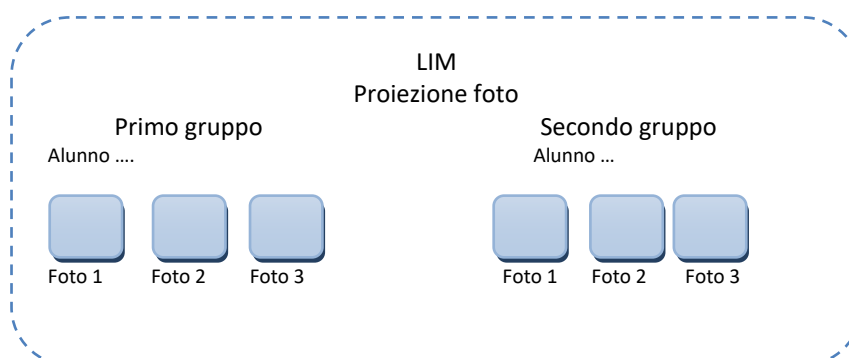 LIM
Proiezione foto
Primo gruppo
Alunno ....
Foto 1 Foto 2 Foto 3
Secondo gruppo
Alunno ...
Foto 1 Foto 2 Foto 3